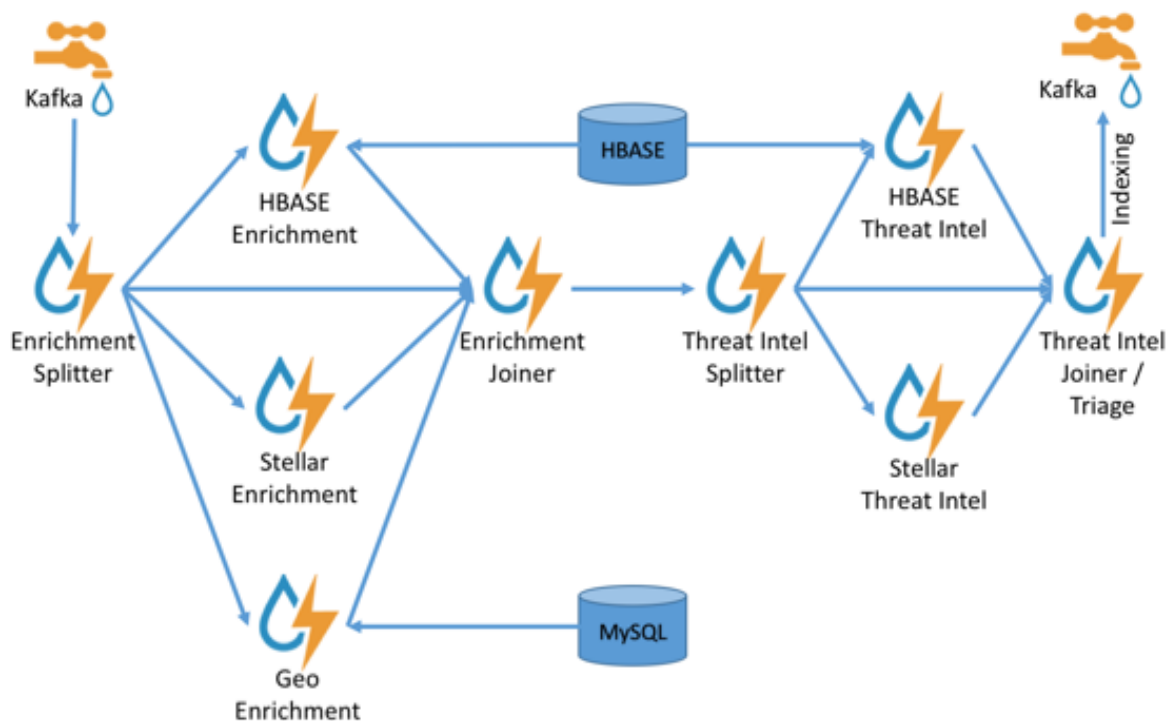 Kafka
Kafka
HBASE
Enrichment
HBASE
HBASE
Threat Intel
Indexing
Enrichment
Splitter
Enrichment
Joiner
Threat Intel
Splitter
Threat Intel
Joiner /
Triage
Stellar
Enrichment
Stellar
Threat Intel
MySQL
Geo
Enrichment